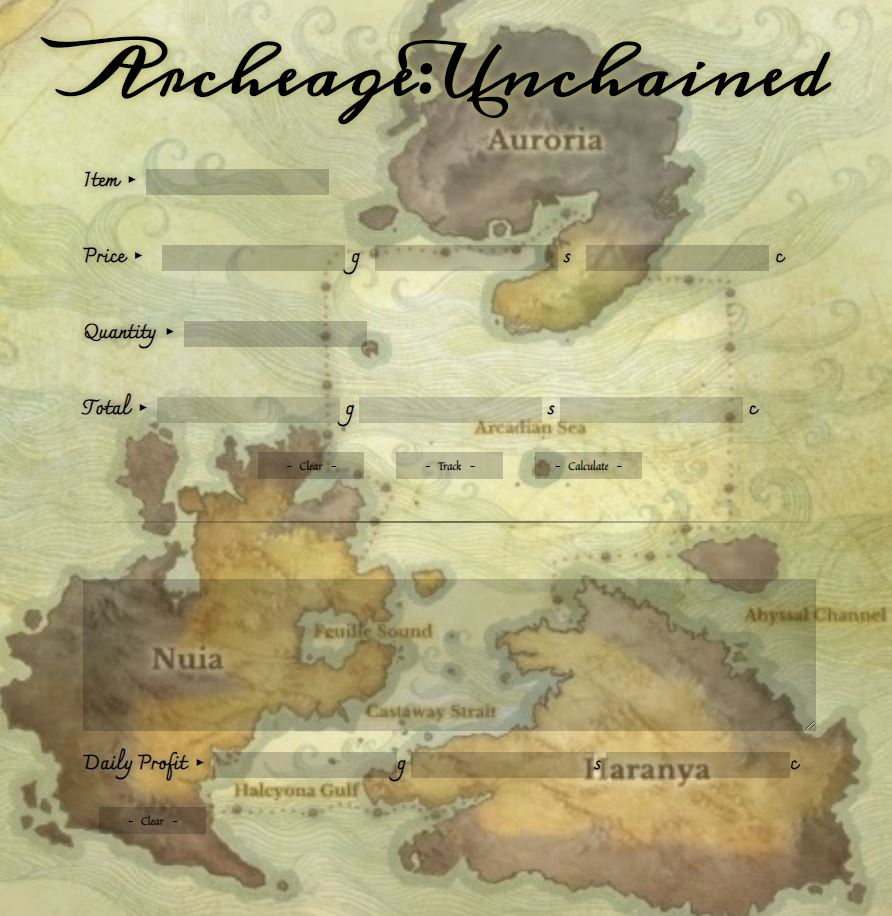 Archeage:Unchained
Auroria
Item ▸
Price ▸ g s c
Quantity ▸
Total ▸ g s c
Arcadian Sea
- Clear - - Track - - Calculate -
Abyssal Channel
Feuille Sound
Nuia
Castaway Strait
Daily Profit ▸ g s c
Haranya
Halcyona Gulf
- Clear -